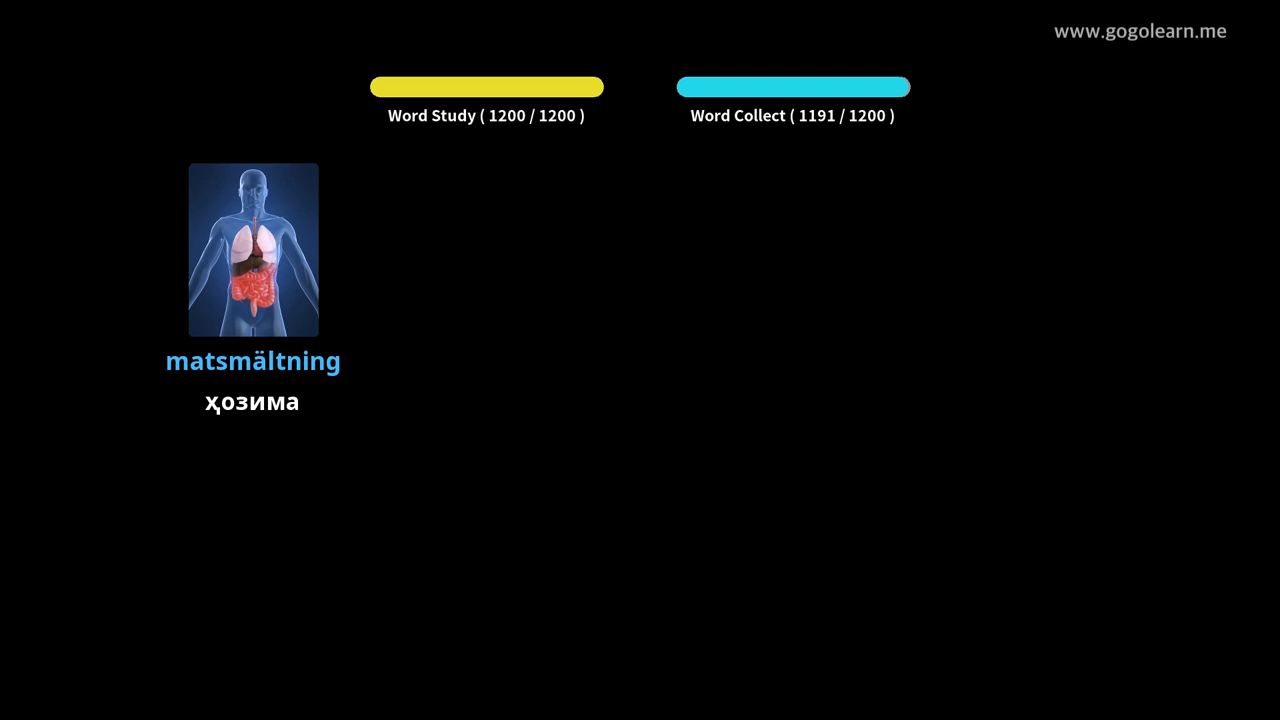 www.gogolearn.me
Word Study ( 1200 / 1200 )
Word Collect ( 1191 / 1200 )
matsmältning
ҳозима